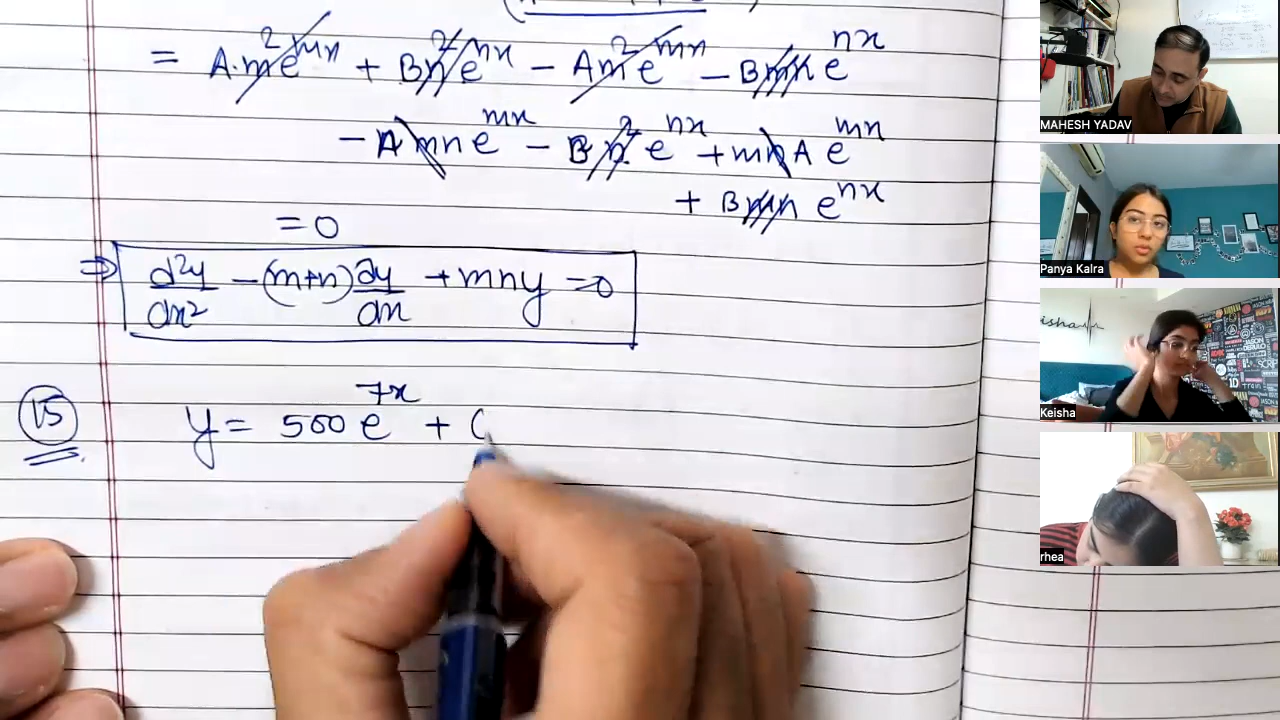 = A·m²e^mx + Bn²e^nx − Am²e^mx − Bmn e^nx
− Amne^mx − Bn² e^nx + mnA e^mx
+ Bmn e^nx
= 0
⇒ d²y/dx² − (m+n) dy/dx + mny = 0
15 y = 500 e^7x + (
MAHESH YADAV
Panya Kalra
Keisha
rhea